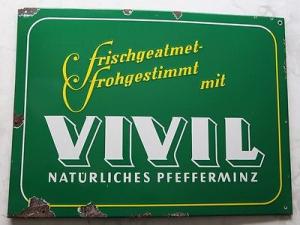 Frischgeatmet-
Frohgestimmt
mit
VIVIL
NATÜRLICHES PFEFFERMINZ